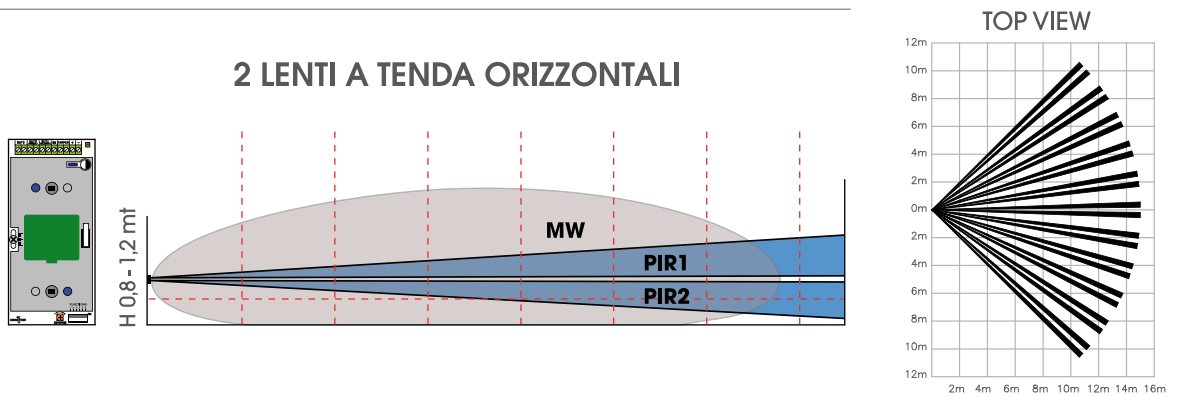 TOP VIEW
2 LENTI A TENDA ORIZZONTALI
H 0,8 - 1,2 mt
MW
PIR1
PIR2
12m
10m
8m
6m
4m
2m
0m
2m
4m
6m
8m
10m
12m
2m 4m 6m 8m 10m 12m 14m 16m
FUNCTIONS